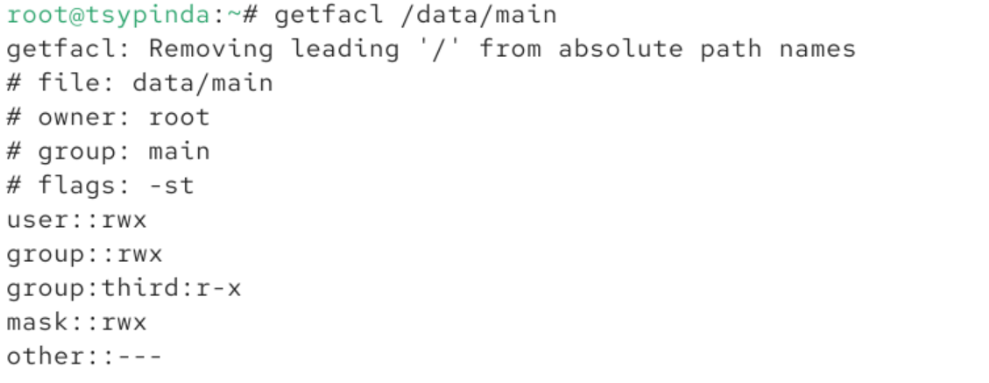 root@tsypinda:~# getfacl /data/main
getfacl: Removing leading '/' from absolute path names
# file: data/main
# owner: root
# group: main
# flags: -st
user::rwx
group::rwx
group:third:r-x
mask::rwx
other::---